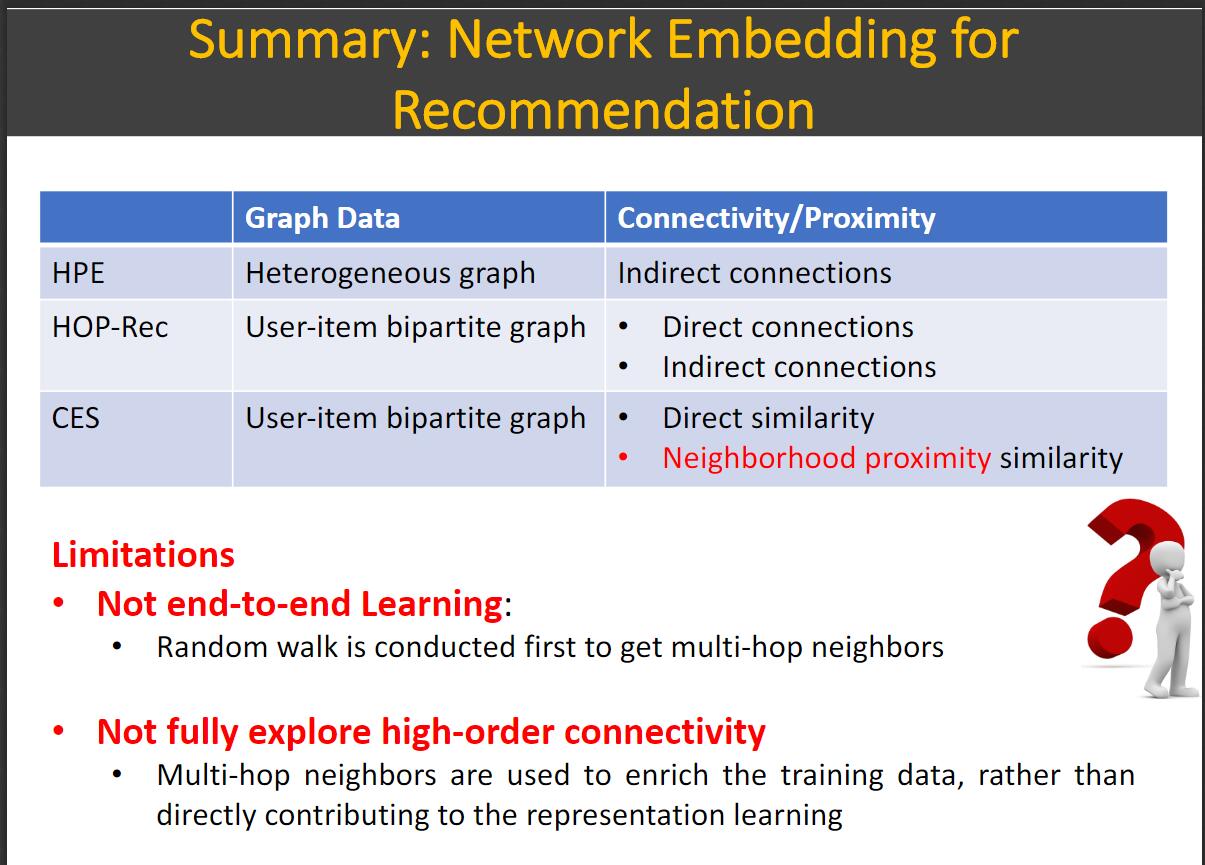 Summary: Network Embedding for
Recommendation
Graph Data Connectivity/Proximity
HPE Heterogeneous graph Indirect connections
HOP-Rec User-item bipartite graph • Direct connections
• Indirect connections
CES User-item bipartite graph • Direct similarity
• Neighborhood proximity similarity
Limitations
• Not end-to-end Learning:
• Random walk is conducted first to get multi-hop neighbors
• Not fully explore high-order connectivity
• Multi-hop neighbors are used to enrich the training data, rather than
directly contributing to the representation learning